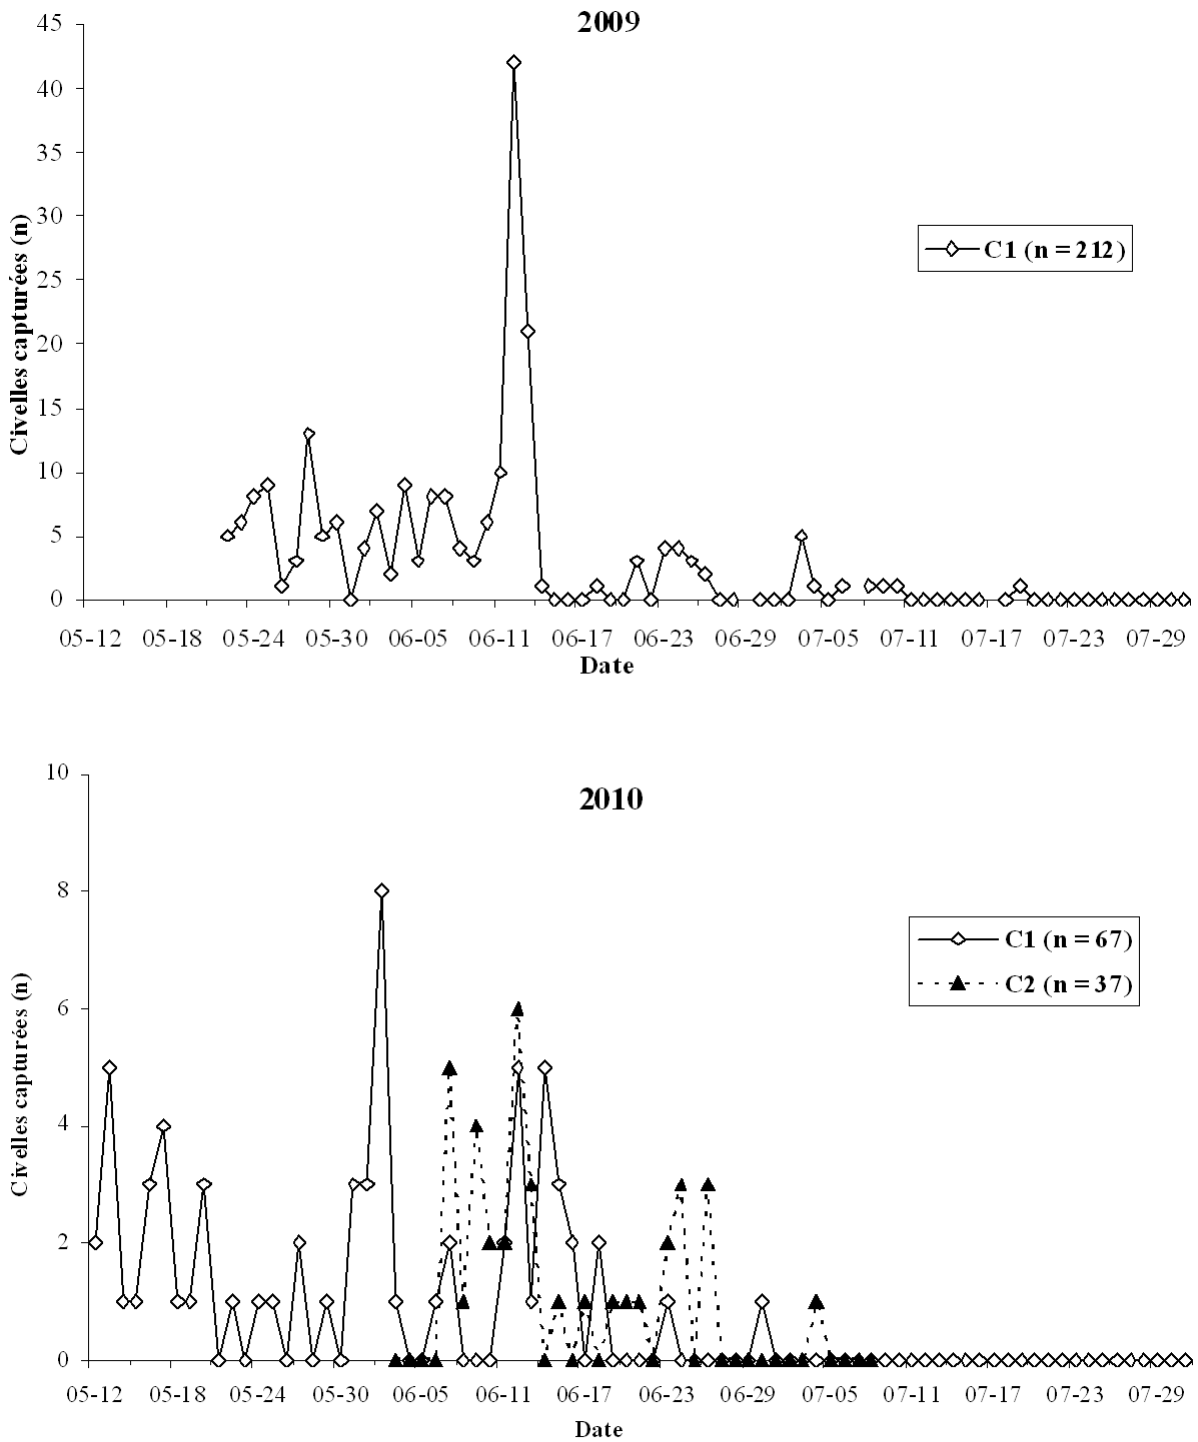 2009
45
40
35
30
25
20
15
10
5
0
Civelles capturées (n)
C1 (n = 212)
05-12 05-18 05-24 05-30 06-05 06-11 06-17 06-23 06-29 07-05 07-11 07-17 07-23 07-29
Date
2010
10
8
6
4
2
0
Civelles capturées (n)
C1 (n = 67)
C2 (n = 37)
05-12 05-18 05-24 05-30 06-05 06-11 06-17 06-23 06-29 07-05 07-11 07-17 07-23 07-29
Date